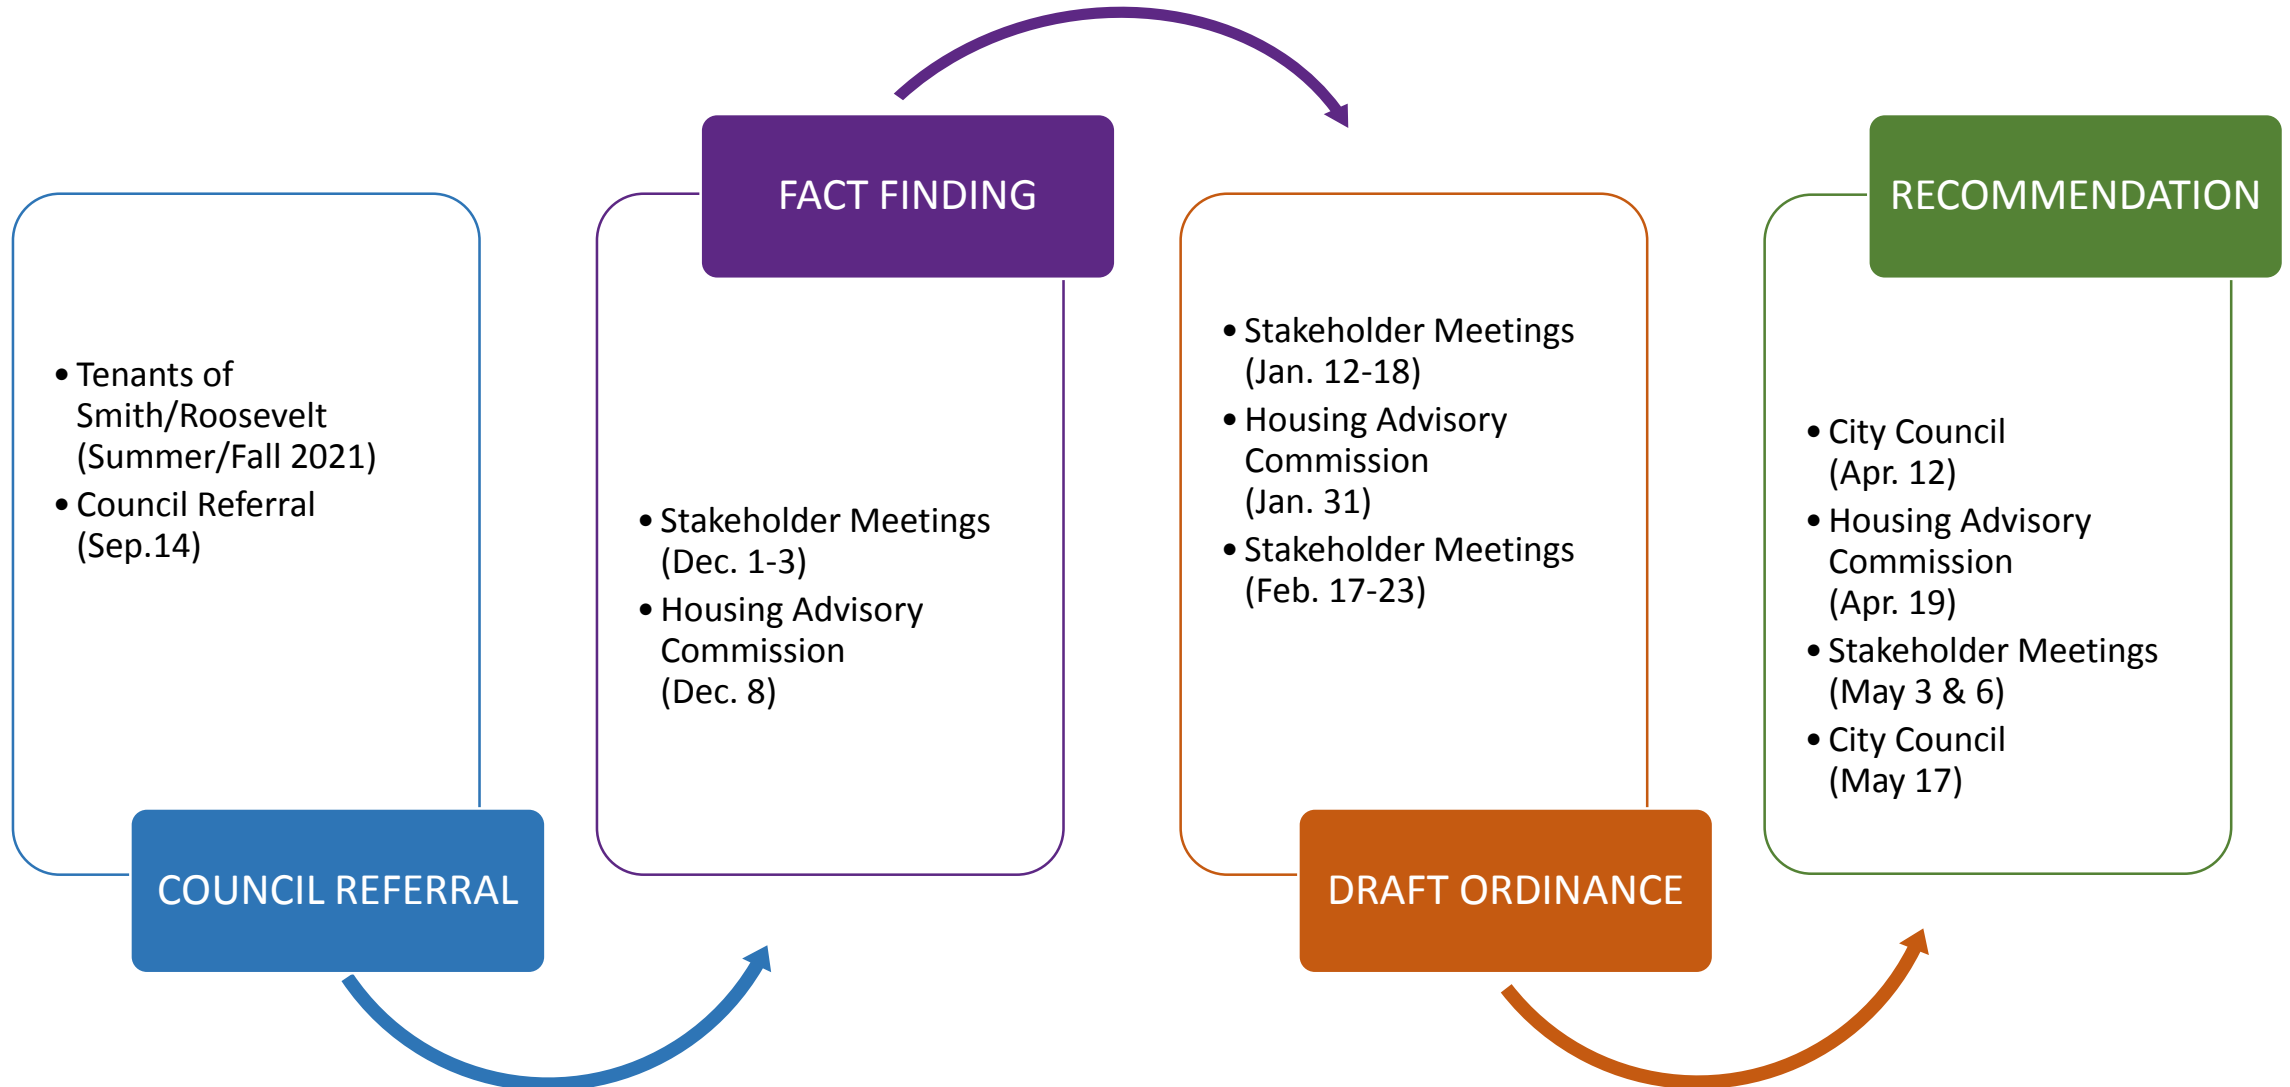 • Tenants of
Smith/Roosevelt
(Summer/Fall 2021)
• Council Referral
(Sep.14)
COUNCIL REFERRAL
FACT FINDING
• Stakeholder Meetings
(Dec. 1-3)
• Housing Advisory
Commission
(Dec. 8)
• Stakeholder Meetings
(Jan. 12-18)
• Housing Advisory
Commission
(Jan. 31)
• Stakeholder Meetings
(Feb. 17-23)
DRAFT ORDINANCE
RECOMMENDATION
• City Council
(Apr. 12)
• Housing Advisory
Commission
(Apr. 19)
• Stakeholder Meetings
(May 3 & 6)
• City Council
(May 17)